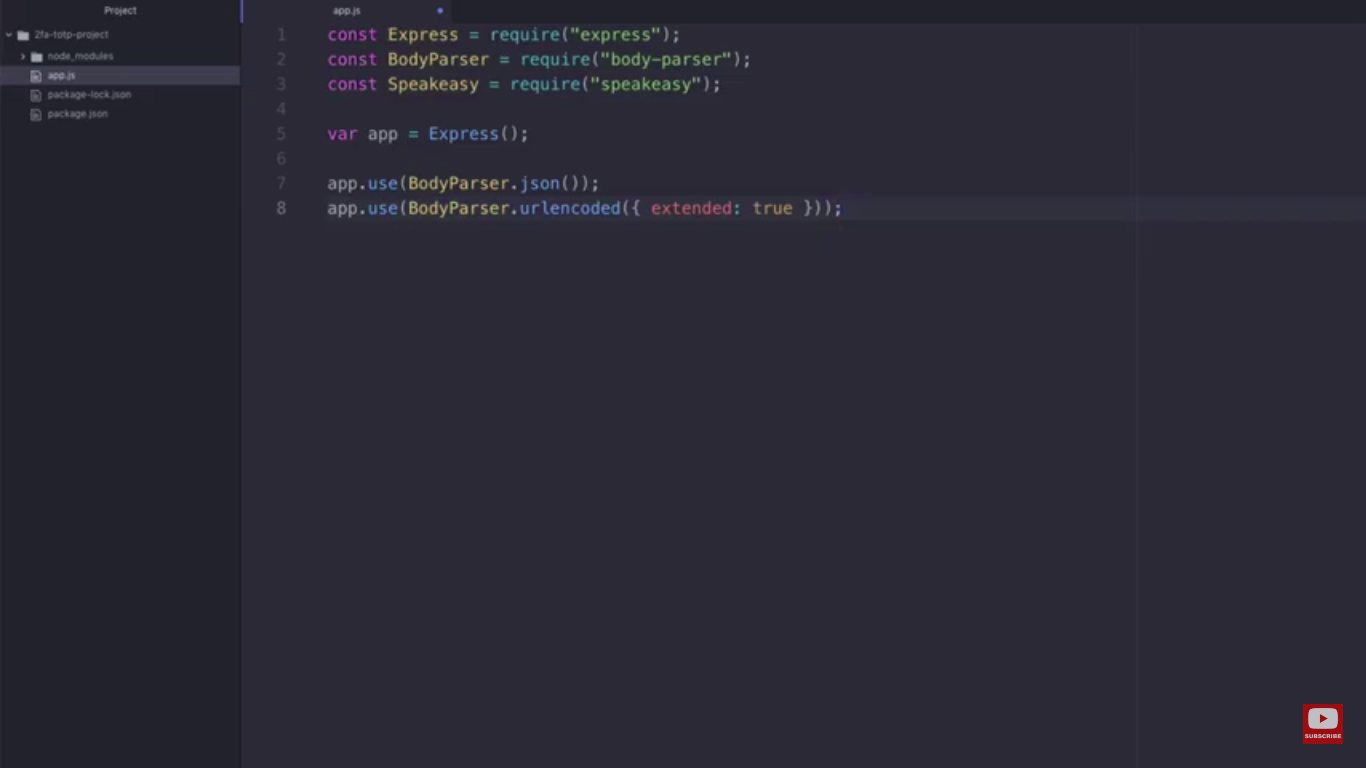 Project
2fa-totp-project
node_modules
app.js
package-lock.json
package.json
app.js
1 const Express = require("express");
2 const BodyParser = require("body-parser");
3 const Speakeasy = require("speakeasy");
4
5 var app = Express();
6
7 app.use(BodyParser.json());
8 app.use(BodyParser.urlencoded({ extended: true }));
SUBSCRIBE